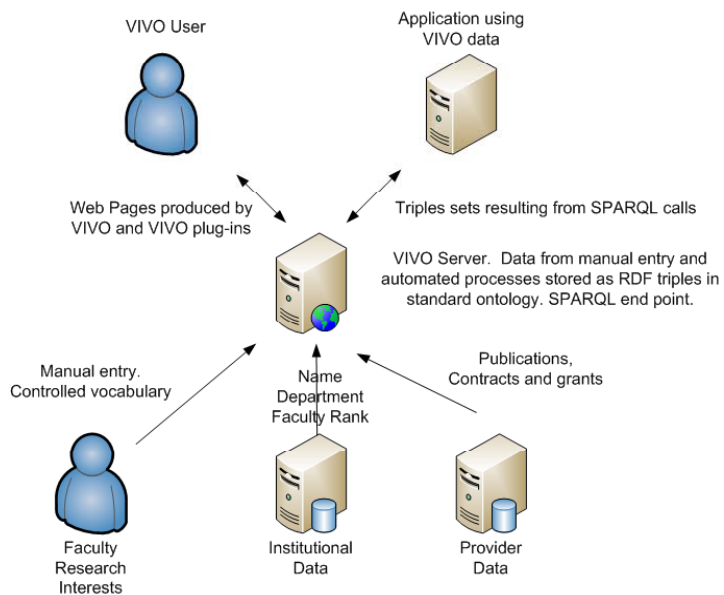 VIVO User
Application using
VIVO data
Web Pages produced by
VIVO and VIVO plug-ins
Triples sets resulting from SPARQL calls
VIVO Server.  Data from manual entry and
automated processes stored as RDF triples in
standard ontology. SPARQL end point.
Manual entry.
Controlled vocabulary
Name
Department
Faculty Rank
Publications,
Contracts and grants
Faculty
Research
Interests
Institutional
Data
Provider
Data